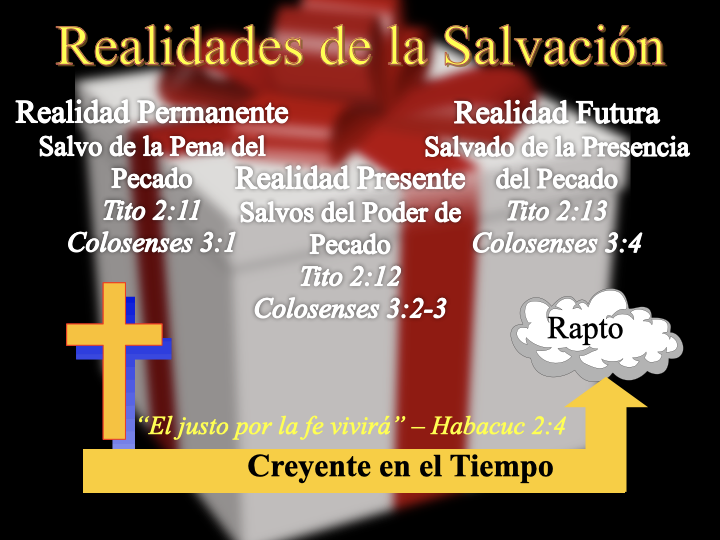 Realidades de la Salvación
Realidad Permanente
Salvo de la Pena del
Pecado
Tito 2:11
Colosenses 3:1
Realidad Presente
Salvos del Poder de
Pecado
Tito 2:12
Colosenses 3:2-3
Realidad Futura
Salvado de la Presencia
del Pecado
Tito 2:13
Colosenses 3:4
Rapto
“El justo por la fe vivirá” – Habacuc 2:4
Creyente en el Tiempo